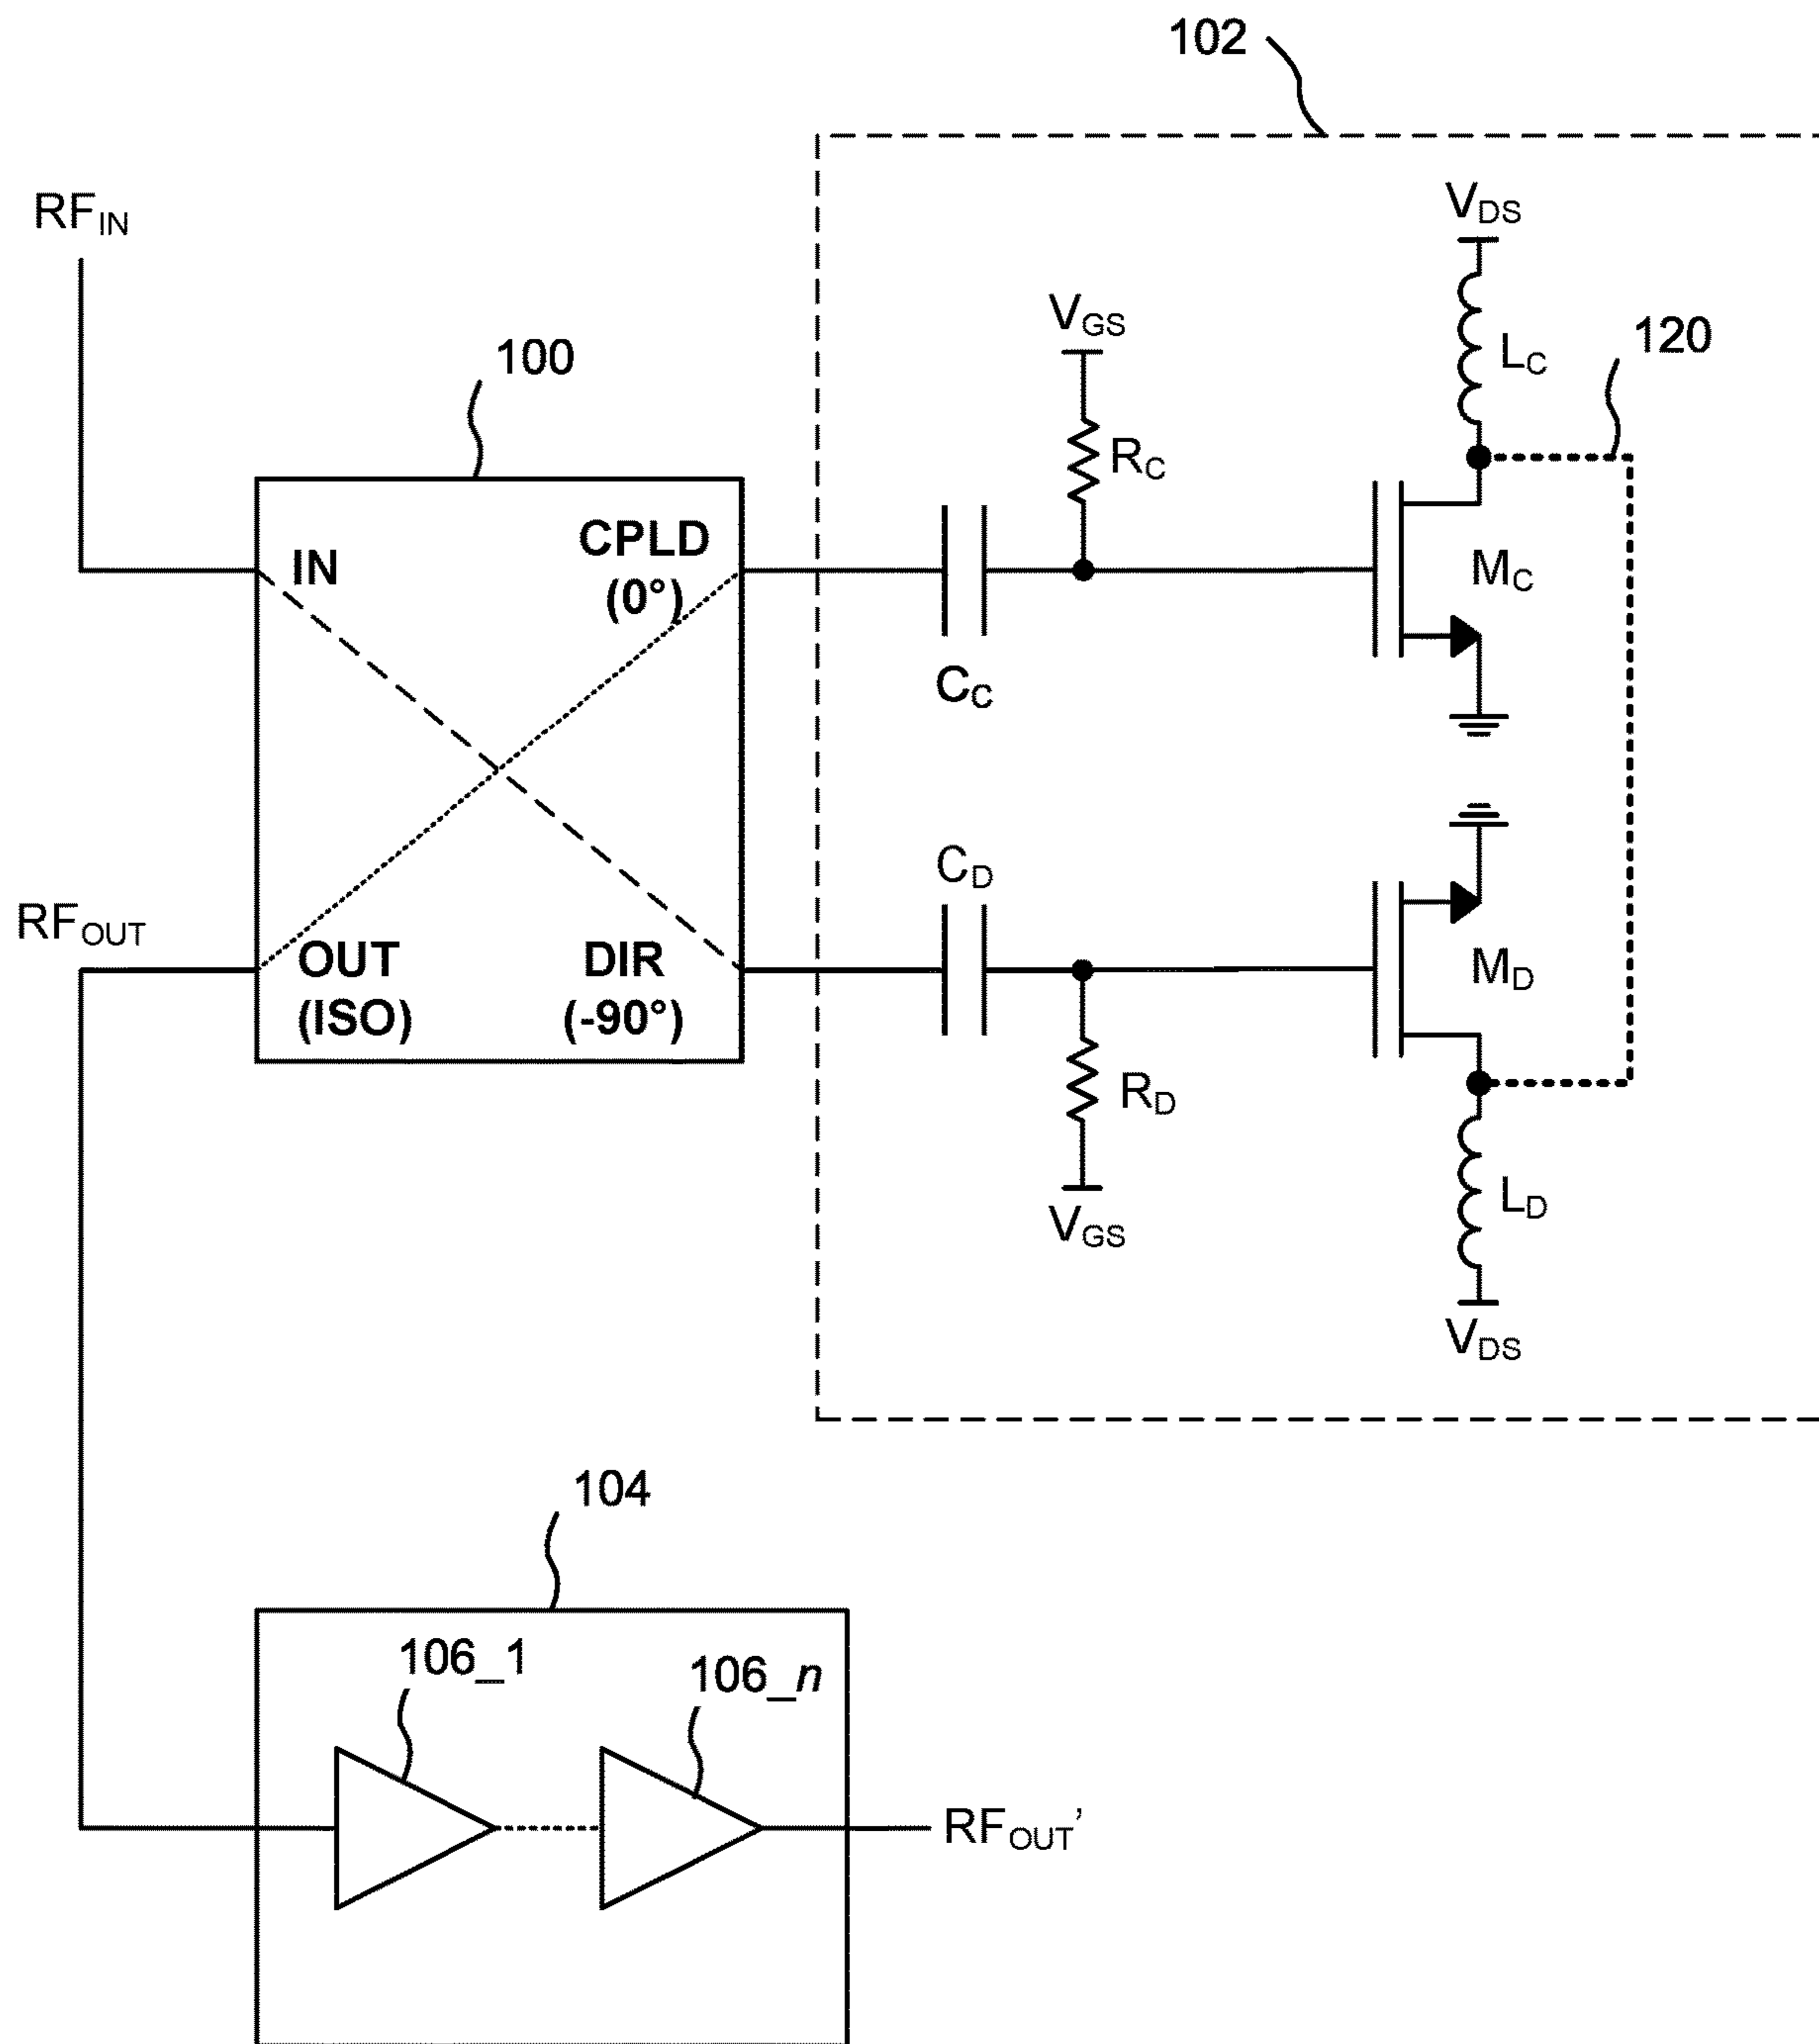 102
RF_IN
V_DS
V_GS
120
L_C
100
R_C
IN
CPLD
(0°)
M_C
C_C
C_D
RF_OUT
OUT
(ISO)
DIR
(-90°)
M_D
R_D
L_D
V_GS
V_DS
104
106_1
106_n
RF_OUT'